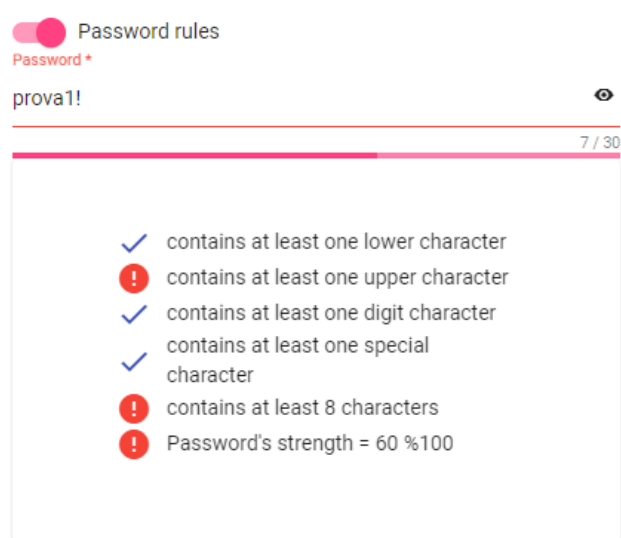 Password rules
Password *
prova1!
7 / 30
contains at least one lower character
contains at least one upper character
contains at least one digit character
contains at least one special
character
contains at least 8 characters
Password's strength = 60 %100